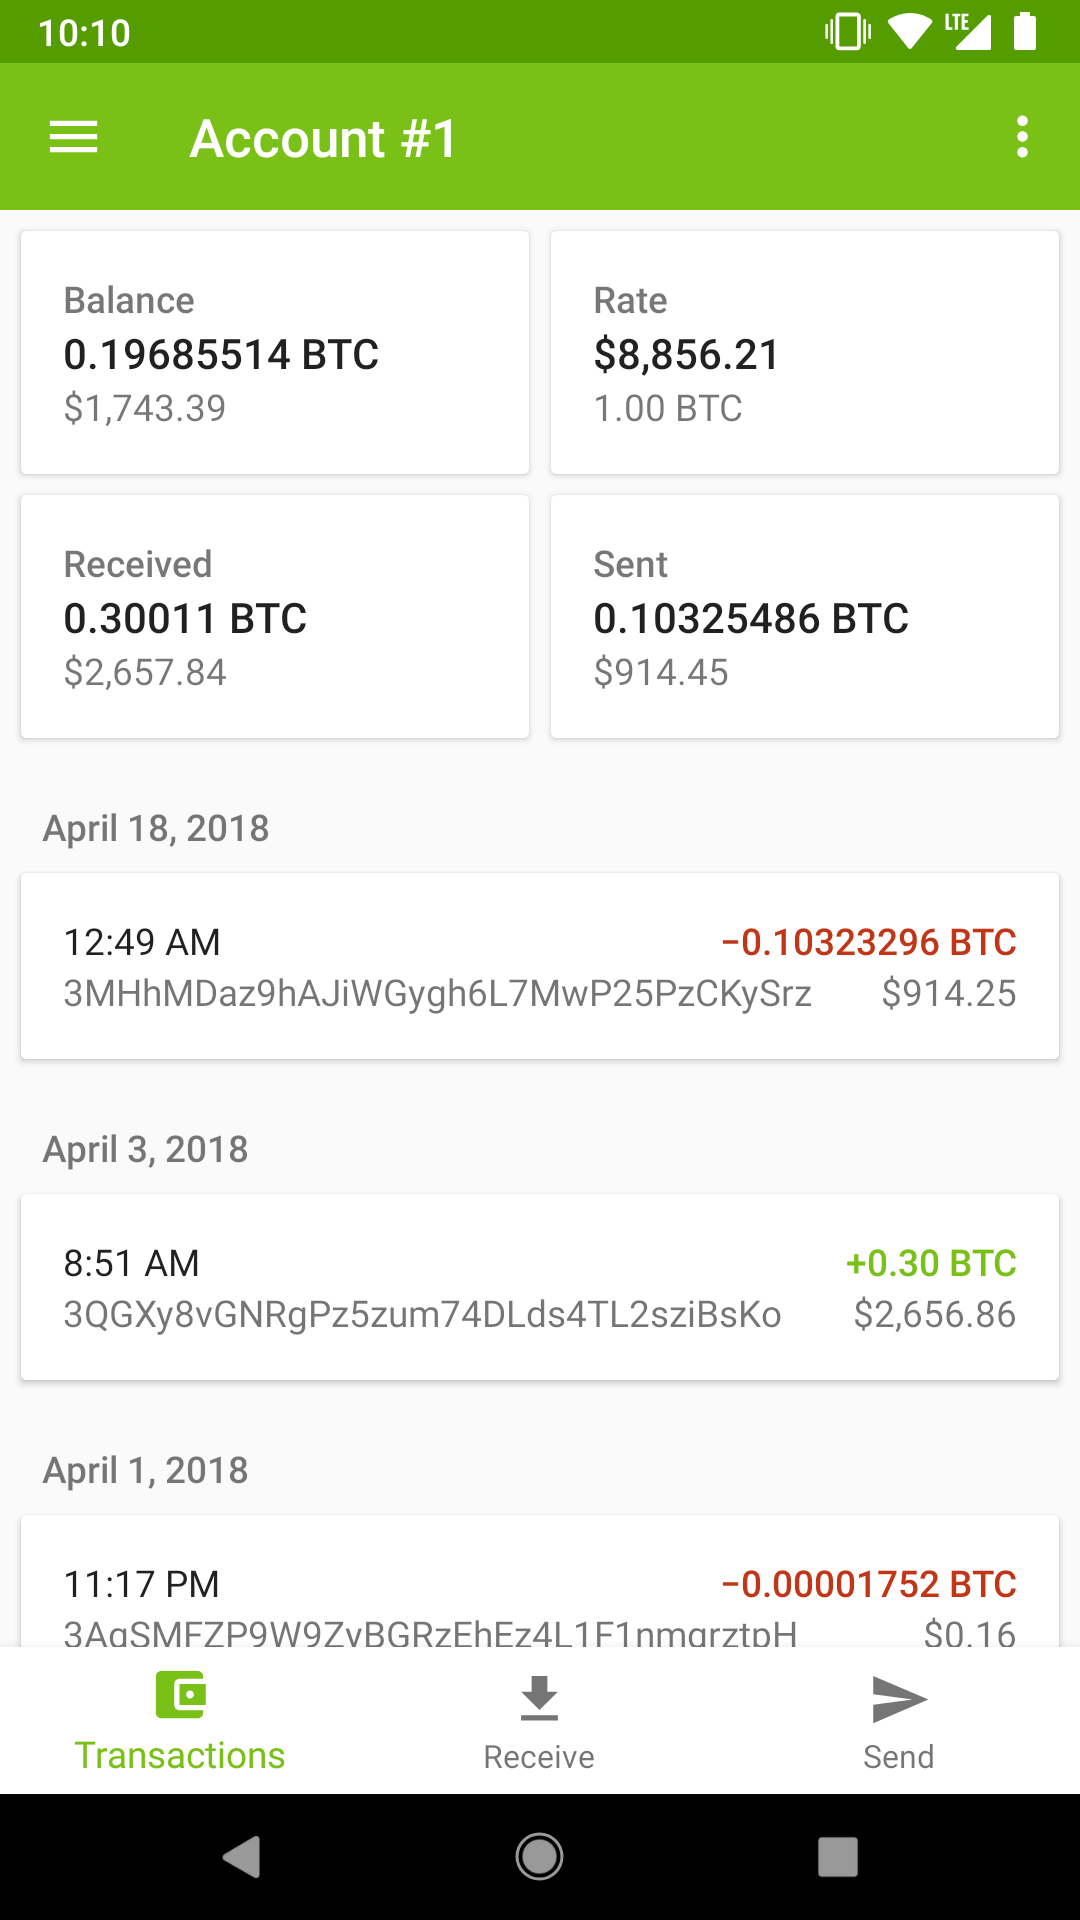 10:10 LTE
Account #1
Balance
0.19685514 BTC
$1,743.39
Rate
$8,856.21
1.00 BTC
Received
0.30011 BTC
$2,657.84
Sent
0.10325486 BTC
$914.45
April 18, 2018
12:49 AM −0.10323296 BTC
3MHhMDaz9hAJiWGygh6L7MwP25PzCKySrz $914.25
April 3, 2018
8:51 AM +0.30 BTC
3QGXy8vGNRgPz5zum74DLds4TL2sziBsKo $2,656.86
April 1, 2018
11:17 PM −0.00001752 BTC
$0.16
Transactions
Receive
Send